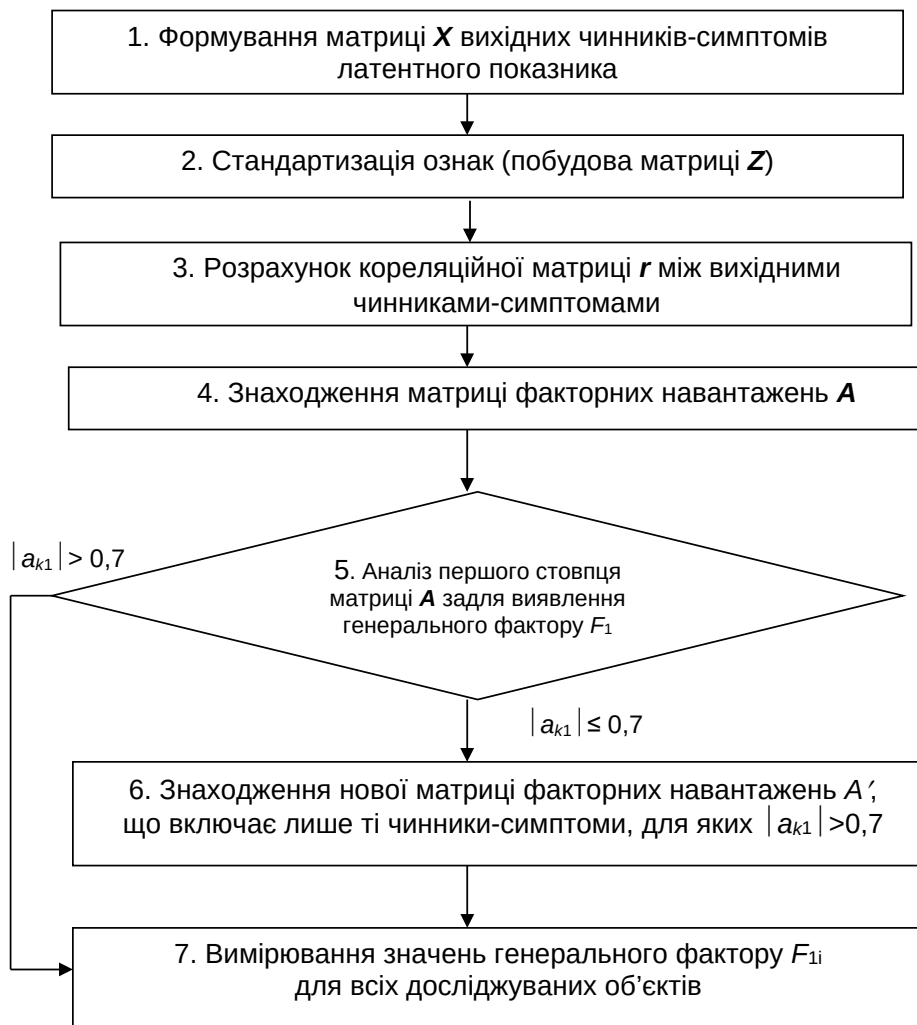 1. Формування матриці X вихідних чинників-симптомів
латентного показника
2. Стандартизація ознак (побудова матриці Z)
3. Розрахунок кореляційної матриці r між вихідними
чинниками-симптомами
4. Знаходження матриці факторних навантажень A
|ak1| > 0,7
5. Аналіз першого стовпця
матриці A задля виявлення
генерального фактору F1
|ak1| ≤ 0,7
6. Знаходження нової матриці факторних навантажень A′,
що включає лише ті чинники-симптоми, для яких |ak1| >0,7
7. Вимірювання значень генерального фактору F1i
для всіх досліджуваних об’єктів